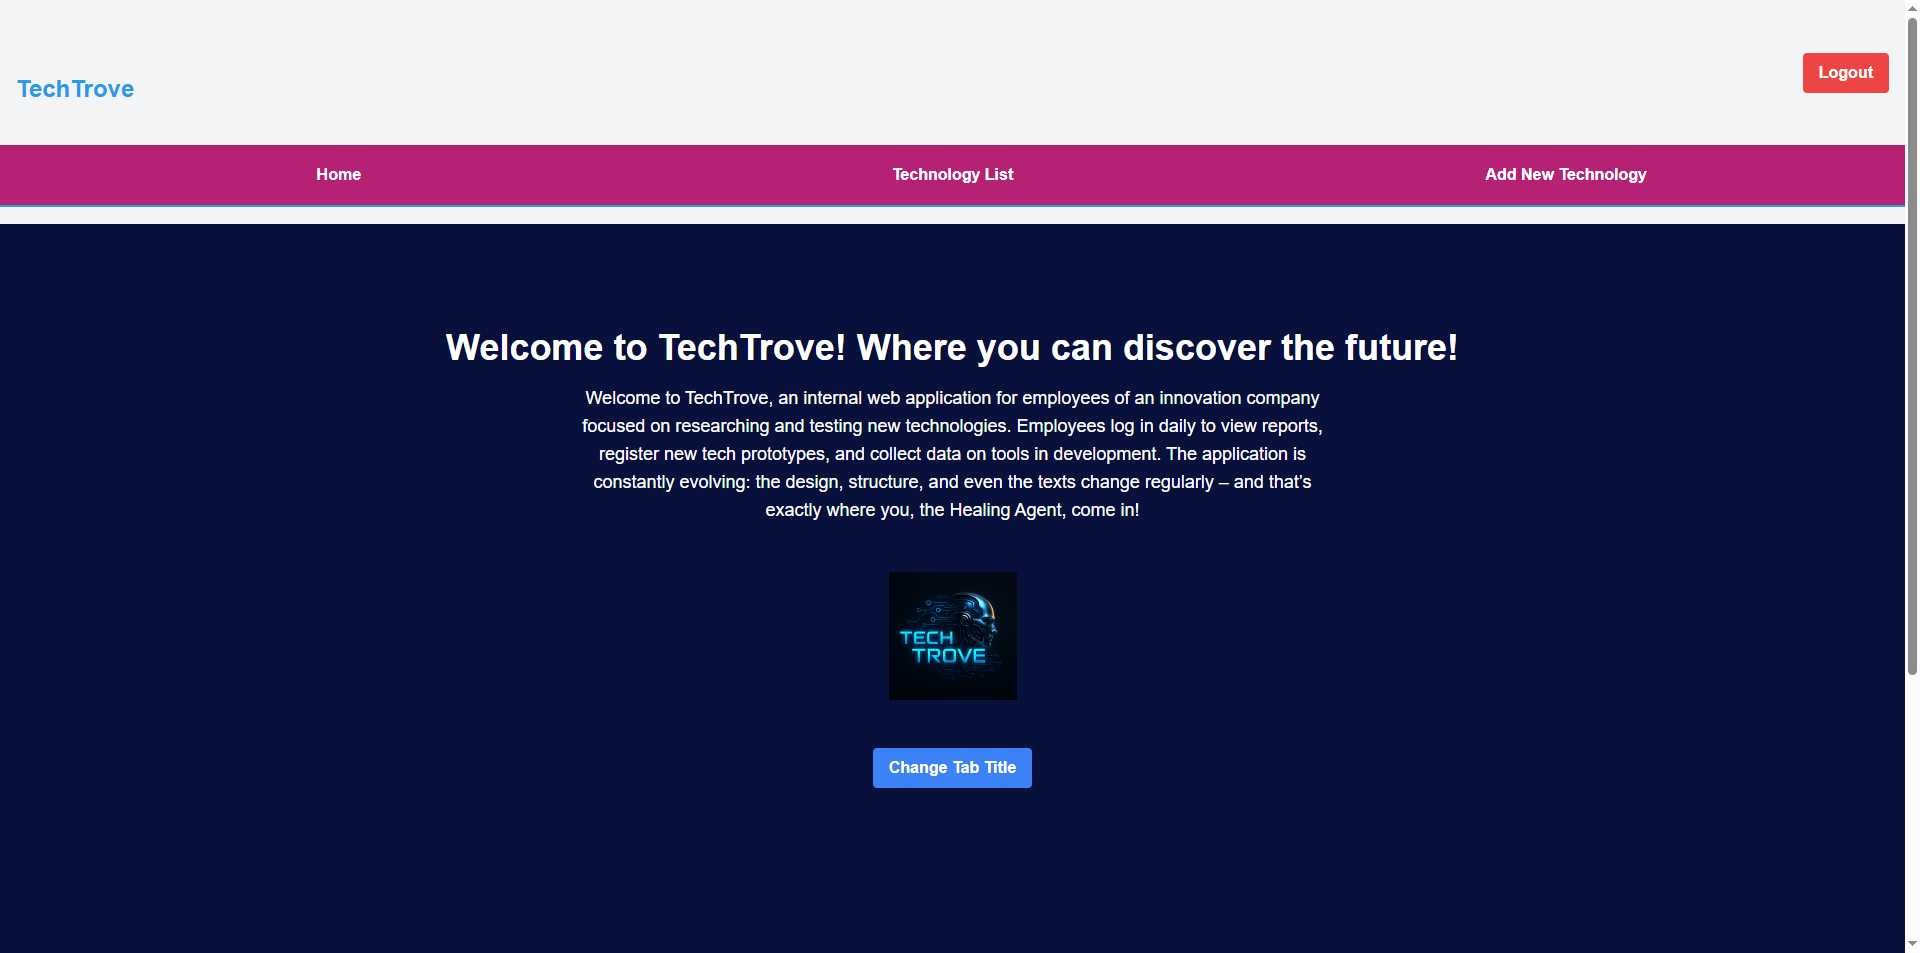 TechTrove
Logout
Home
Technology List
Add New Technology
Welcome to TechTrove! Where you can discover the future!
Welcome to TechTrove, an internal web application for employees of an innovation company
focused on researching and testing new technologies. Employees log in daily to view reports,
register new tech prototypes, and collect data on tools in development. The application is
constantly evolving: the design, structure, and even the texts change regularly – and that's
exactly where you, the Healing Agent, come in!
TECH
TROVE
Change Tab Title